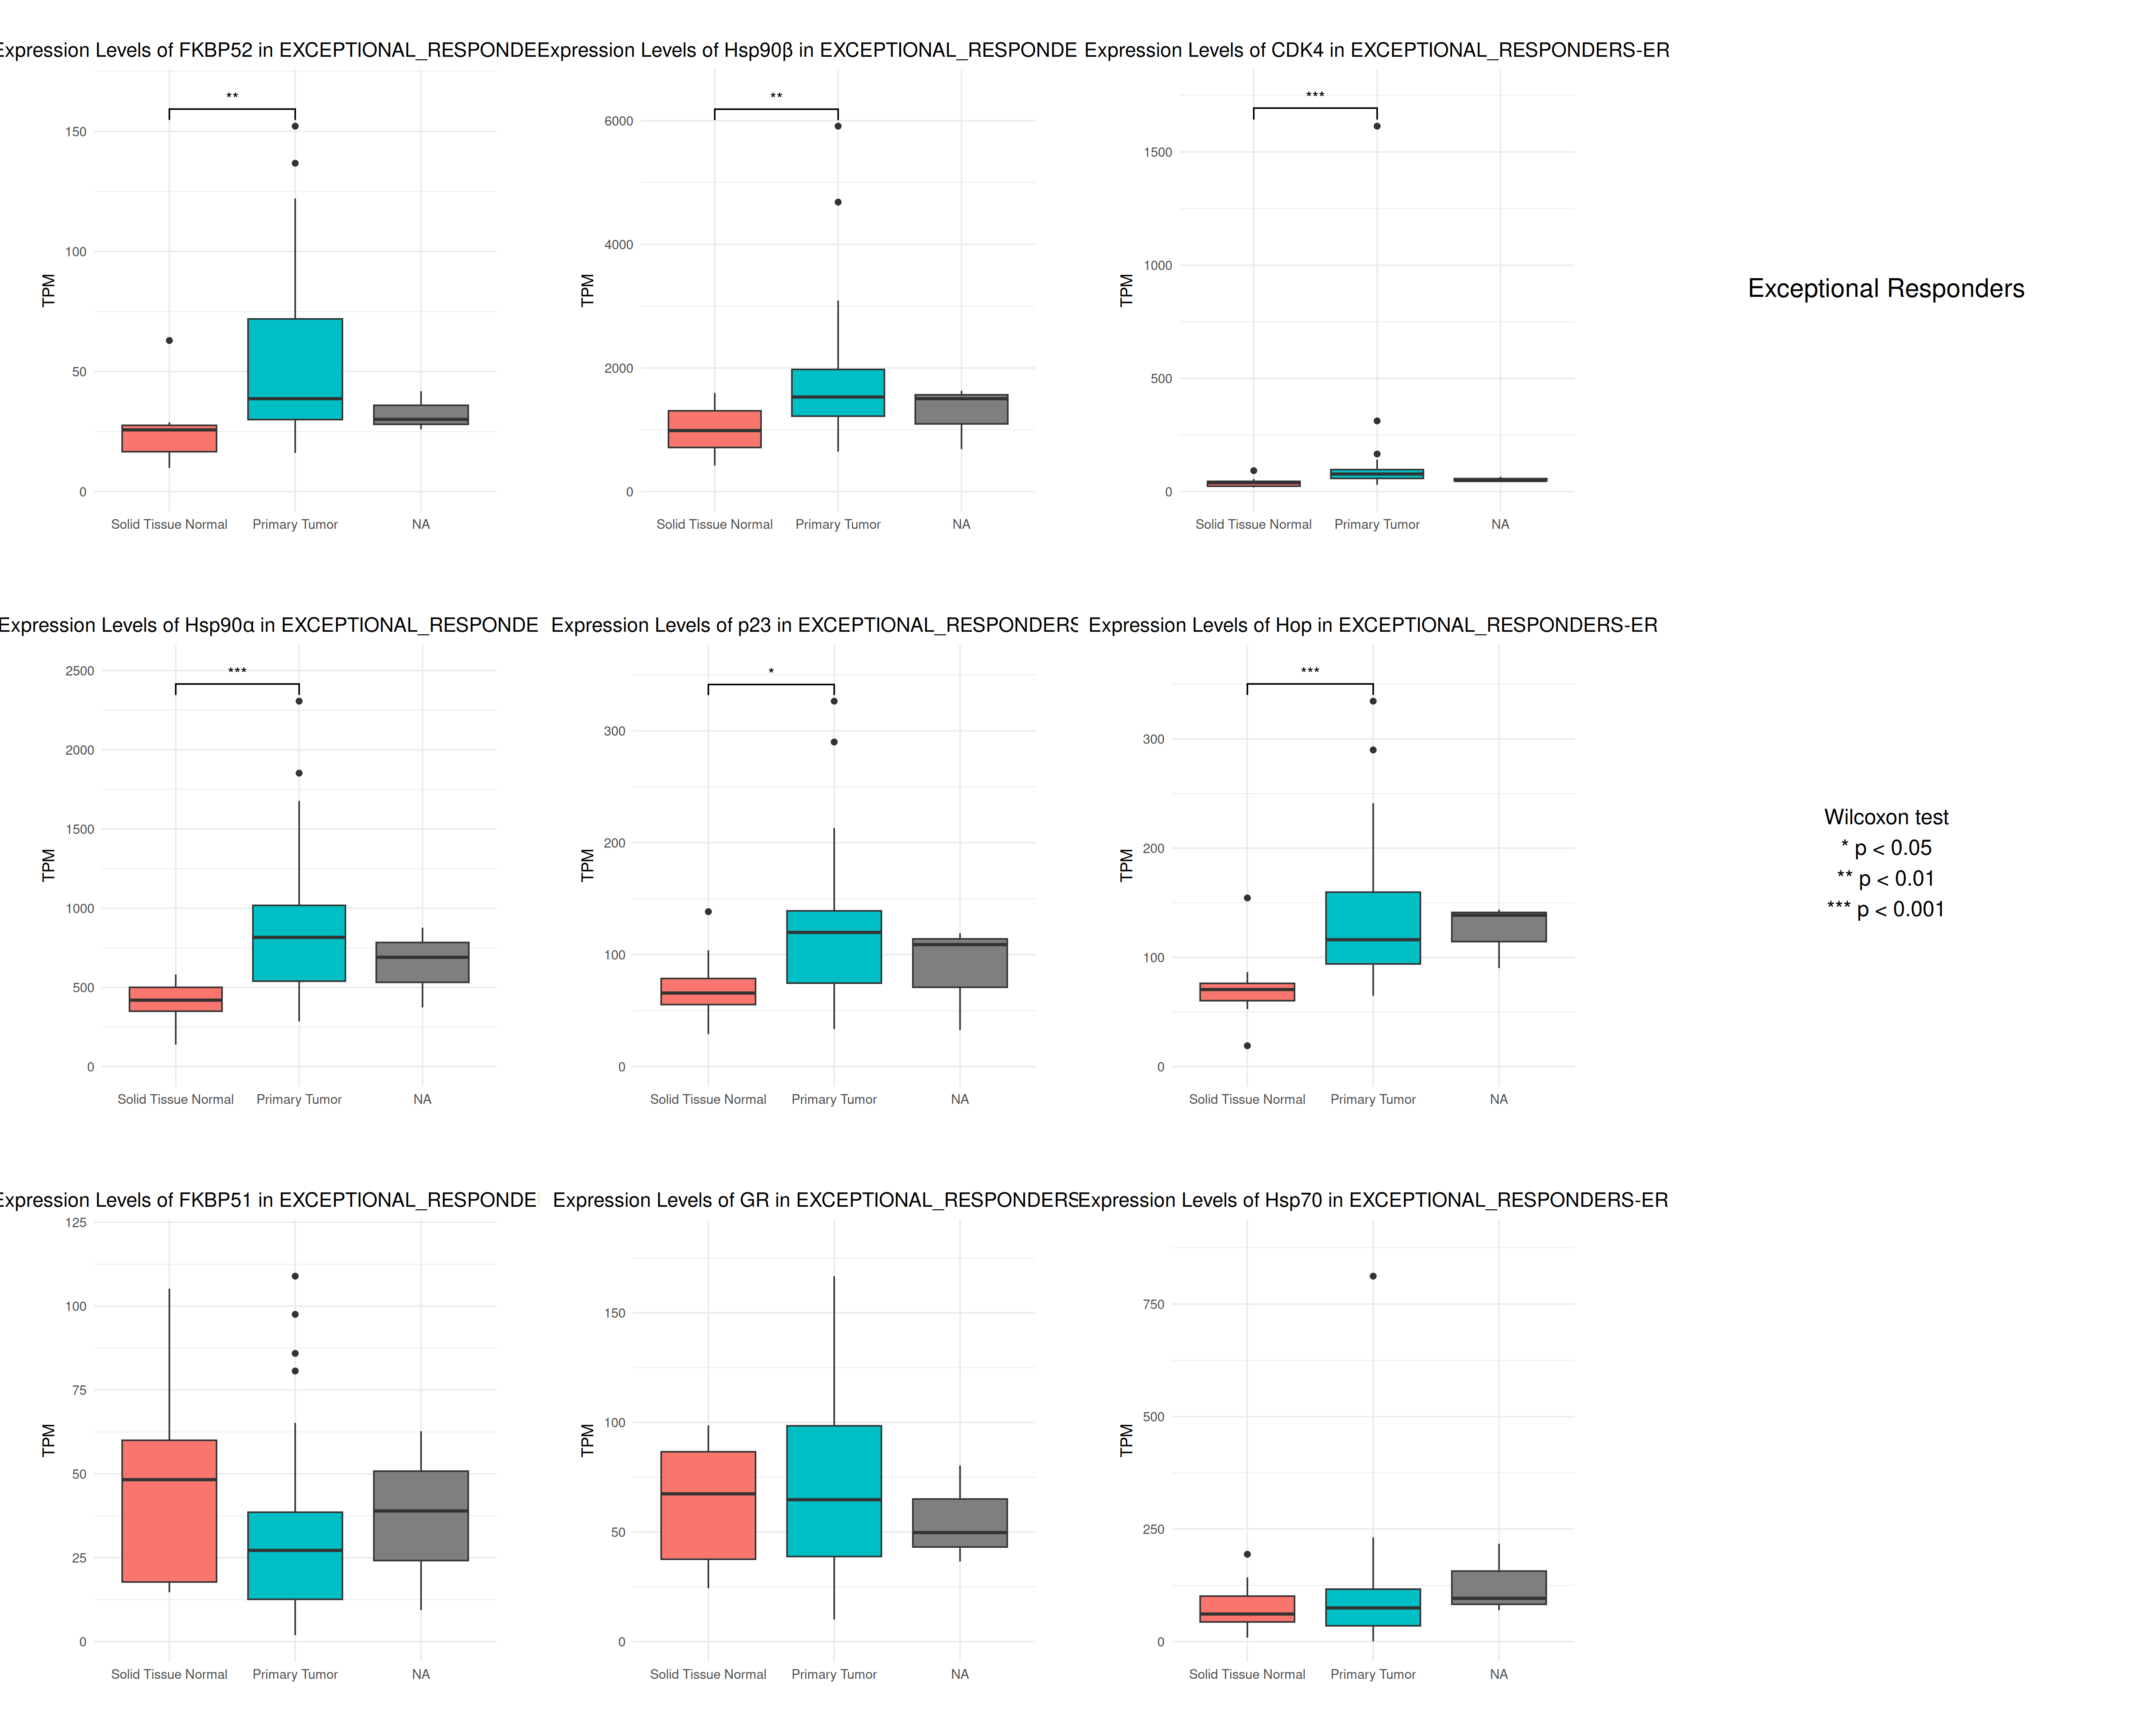 Expression Levels of FKBP52 in EXCEPTIONAL_RESPONDE
**
150
100
50
0
TPM
Solid Tissue Normal Primary Tumor NA
Expression Levels of Hsp90β in EXCEPTIONAL_RESPONDE
**
6000
4000
2000
0
TPM
Solid Tissue Normal Primary Tumor NA
Expression Levels of CDK4 in EXCEPTIONAL_RESPONDERS-ER
***
1500
1000
500
0
TPM
Solid Tissue Normal Primary Tumor NA
Exceptional Responders
Expression Levels of Hsp90α in EXCEPTIONAL_RESPONDE
***
2500
2000
1500
1000
500
0
TPM
Solid Tissue Normal Primary Tumor NA
Expression Levels of p23 in EXCEPTIONAL_RESPONDERS
*
300
200
100
0
TPM
Solid Tissue Normal Primary Tumor NA
Expression Levels of Hop in EXCEPTIONAL_RESPONDERS-ER
***
300
200
100
0
TPM
Solid Tissue Normal Primary Tumor NA
Wilcoxon test
* p < 0.05
** p < 0.01
*** p < 0.001
Expression Levels of FKBP51 in EXCEPTIONAL_RESPONDE
125
100
75
50
25
0
TPM
Solid Tissue Normal Primary Tumor NA
Expression Levels of GR in EXCEPTIONAL_RESPONDERS
150
100
50
0
TPM
Solid Tissue Normal Primary Tumor NA
Expression Levels of Hsp70 in EXCEPTIONAL_RESPONDERS-ER
750
500
250
0
TPM
Solid Tissue Normal Primary Tumor NA